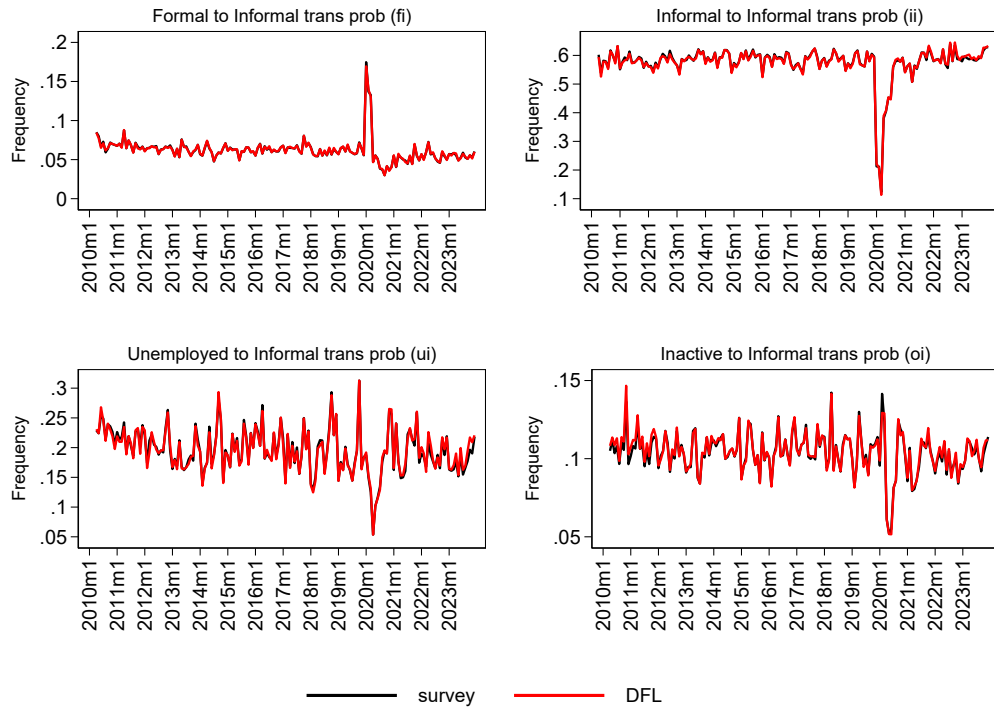 Formal to Informal trans prob (fi)
Frequency
.2
.15
.1
.05
0
2010m1
2011m1
2012m1
2013m1
2014m1
2015m1
2016m1
2017m1
2018m1
2019m1
2020m1
2021m1
2022m1
2023m1
Informal to Informal trans prob (ii)
Frequency
.6
.5
.4
.3
.2
.1
2010m1
2011m1
2012m1
2013m1
2014m1
2015m1
2016m1
2017m1
2018m1
2019m1
2020m1
2021m1
2022m1
2023m1
Unemployed to Informal trans prob (ui)
Frequency
.3
.25
.2
.15
.1
.05
2010m1
2011m1
2012m1
2013m1
2014m1
2015m1
2016m1
2017m1
2018m1
2019m1
2020m1
2021m1
2022m1
2023m1
Inactive to Informal trans prob (oi)
Frequency
.15
.1
.05
2010m1
2011m1
2012m1
2013m1
2014m1
2015m1
2016m1
2017m1
2018m1
2019m1
2020m1
2021m1
2022m1
2023m1
survey
DFL